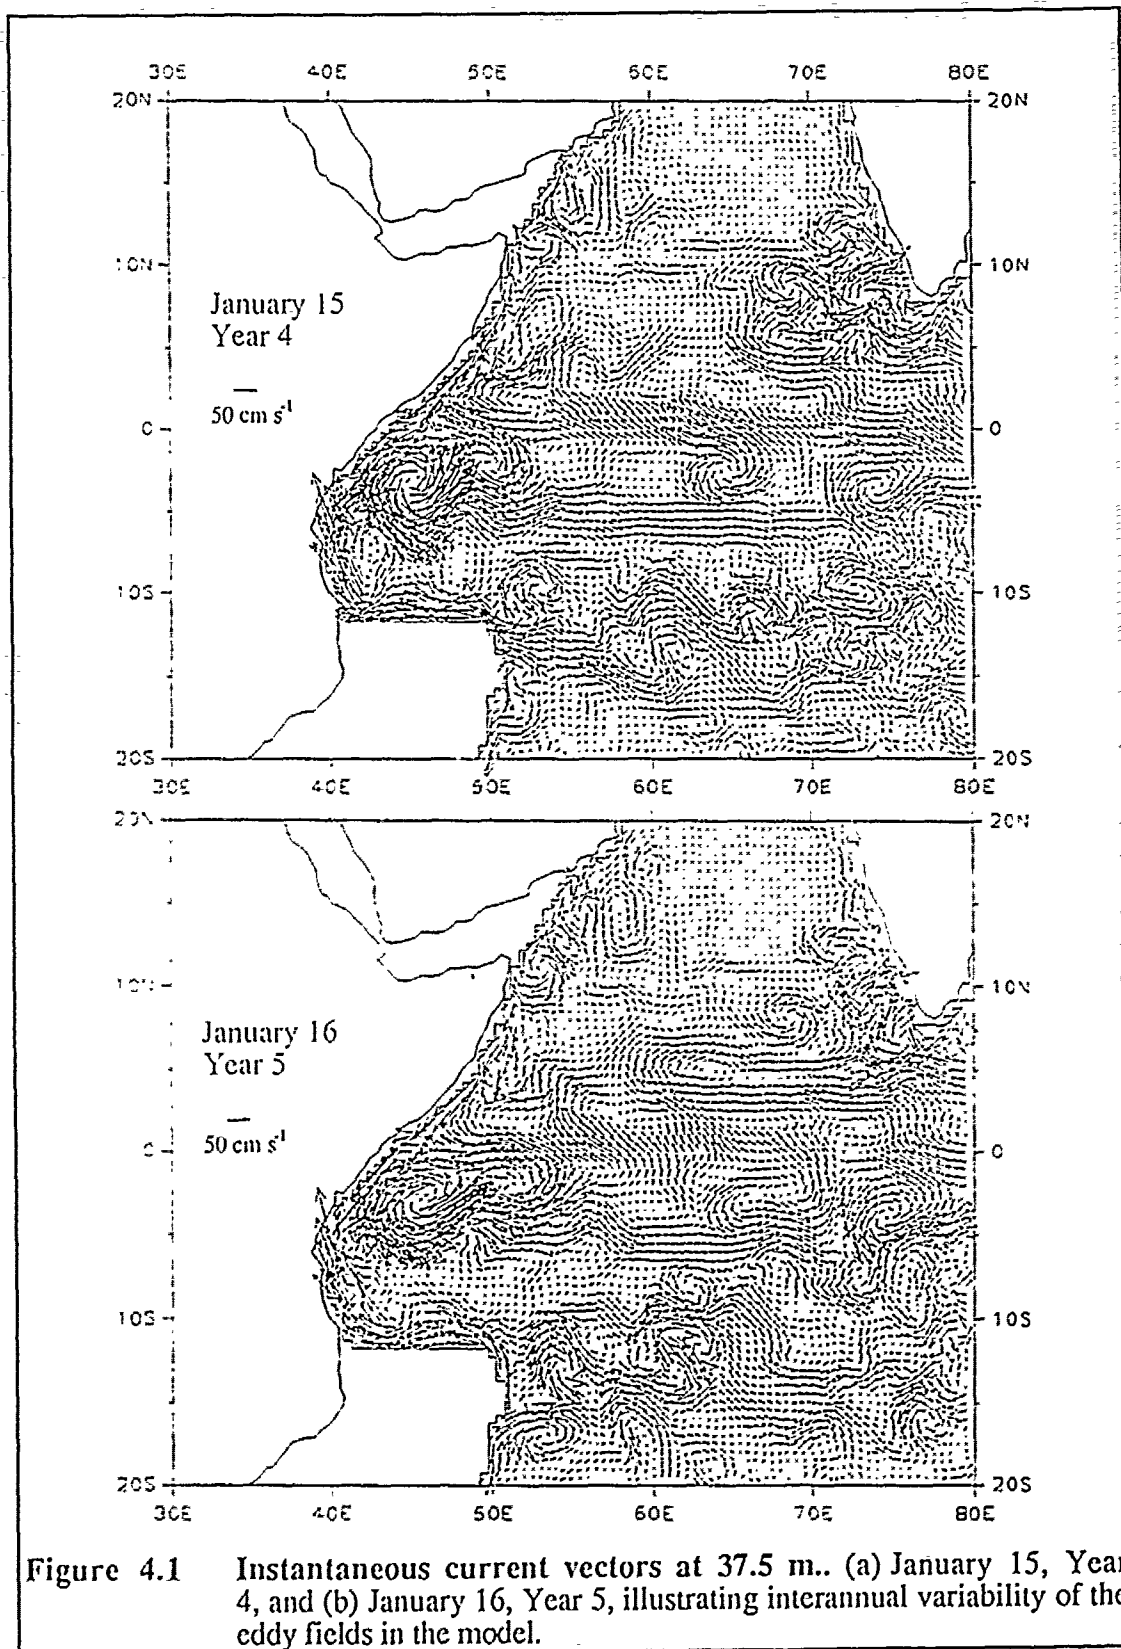 30E 40E 50E 60E 70E 80E
20N 20N
10N 10N
January 15
Year 4
50 cm s⁻¹
0 0
10S 10S
20S 20S
30E 40E 50E 60E 70E 80E
20N 20N
10N 10N
January 16
Year 5
50 cm s⁻¹
0 0
10S 10S
20S 20S
30E 40E 50E 60E 70E 80E
Figure 4.1 Instantaneous current vectors at 37.5 m.. (a) January 15, Year
4, and (b) January 16, Year 5, illustrating interannual variability of the
eddy fields in the model.